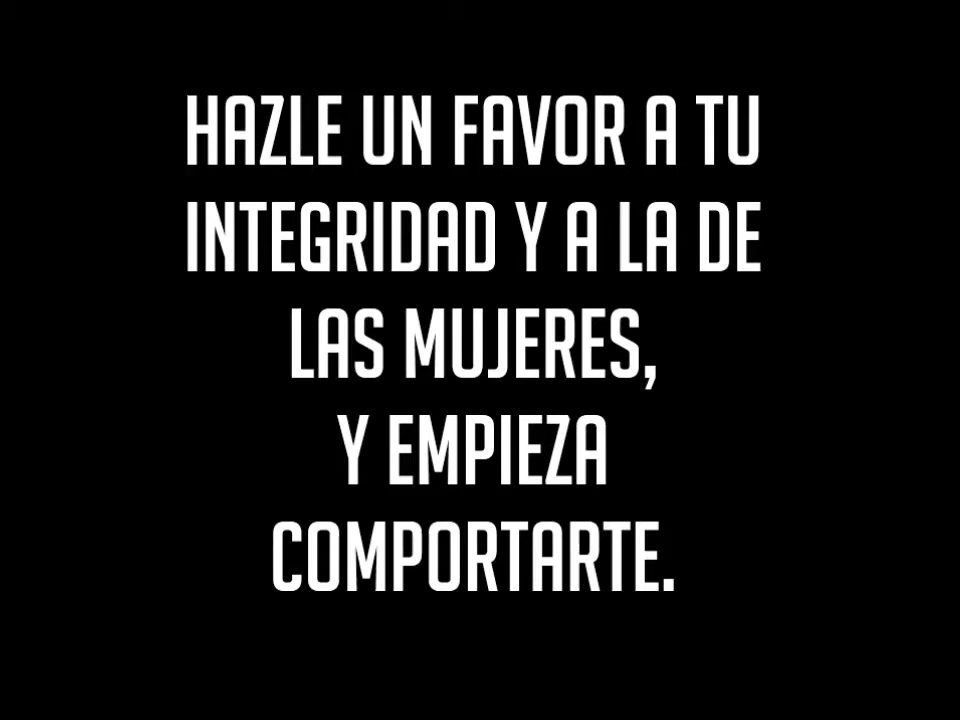 HAZLE UN FAVOR A TU
INTEGRIDAD Y A LA DE
LAS MUJERES,
Y EMPIEZA
COMPORTARTE.